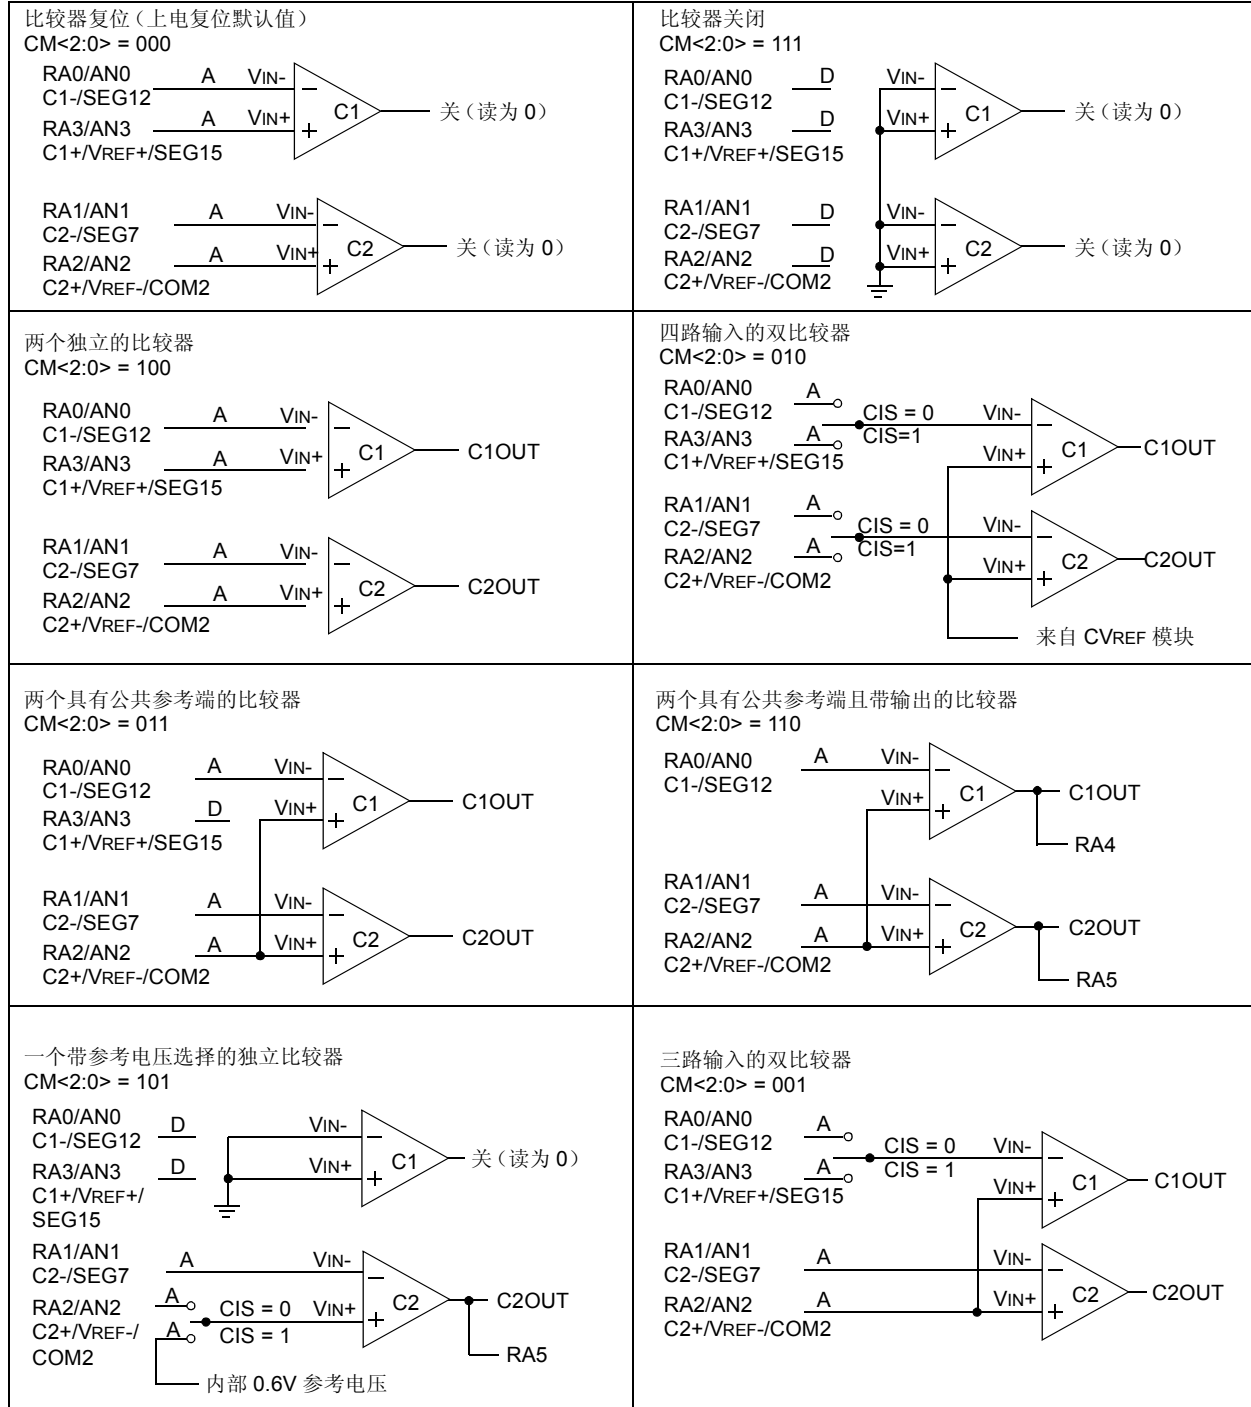 比较器复位（上电复位默认值）
CM<2:0> = 000
RA0/AN0 A VIN-
C1-/SEG12
C1 关（读为 0）
RA3/AN3 A VIN+
C1+/VREF+/SEG15
RA1/AN1 A VIN-
C2-/SEG7
C2 关（读为 0）
RA2/AN2 A VIN+
C2+/VREF-/COM2
比较器关闭
CM<2:0> = 111
RA0/AN0 D VIN-
C1-/SEG12
C1 关（读为 0）
RA3/AN3 D VIN+
C1+/VREF+/SEG15
RA1/AN1 D VIN-
C2-/SEG7
C2 关（读为 0）
RA2/AN2 D VIN+
C2+/VREF-/COM2
两个独立的比较器
CM<2:0> = 100
RA0/AN0 A VIN-
C1-/SEG12
C1 C1OUT
RA3/AN3 A VIN+
C1+/VREF+/SEG15
RA1/AN1 A VIN-
C2-/SEG7
C2 C2OUT
RA2/AN2 A VIN+
C2+/VREF-/COM2
四路输入的双比较器
CM<2:0> = 010
RA0/AN0 A
C1-/SEG12 CIS = 0 VIN-
RA3/AN3 A CIS=1
C1 C1OUT
C1+/VREF+/SEG15 VIN+
RA1/AN1 A
C2-/SEG7 CIS = 0 VIN-
RA2/AN2 A CIS=1
C2 C2OUT
C2+/VREF-/COM2 VIN+
来自 CVREF 模块
两个具有公共参考端的比较器
CM<2:0> = 011
RA0/AN0 A VIN-
C1-/SEG12
C1 C1OUT
RA3/AN3 D VIN+
C1+/VREF+/SEG15
RA1/AN1 A VIN-
C2-/SEG7
C2 C2OUT
RA2/AN2 A VIN+
C2+/VREF-/COM2
两个具有公共参考端且带输出的比较器
CM<2:0> = 110
RA0/AN0 A VIN-
C1-/SEG12
VIN+ C1 C1OUT
RA4
RA1/AN1 A VIN-
C2-/SEG7
C2 C2OUT
RA2/AN2 A VIN+
C2+/VREF-/COM2
RA5
一个带参考电压选择的独立比较器
CM<2:0> = 101
RA0/AN0 D VIN-
C1-/SEG12
C1 关（读为 0）
RA3/AN3 D VIN+
C1+/VREF+/
SEG15
RA1/AN1 A VIN-
C2-/SEG7
RA2/AN2 A CIS = 0 VIN+ C2 C2OUT
C2+/VREF-/ A CIS = 1
COM2 RA5
内部 0.6V 参考电压
三路输入的双比较器
CM<2:0> = 001
RA0/AN0 A
C1-/SEG12 CIS = 0 VIN-
RA3/AN3 A CIS = 1
C1 C1OUT
C1+/VREF+/SEG15 VIN+
RA1/AN1 A VIN-
C2-/SEG7
C2 C2OUT
RA2/AN2 A VIN+
C2+/VREF-/COM2